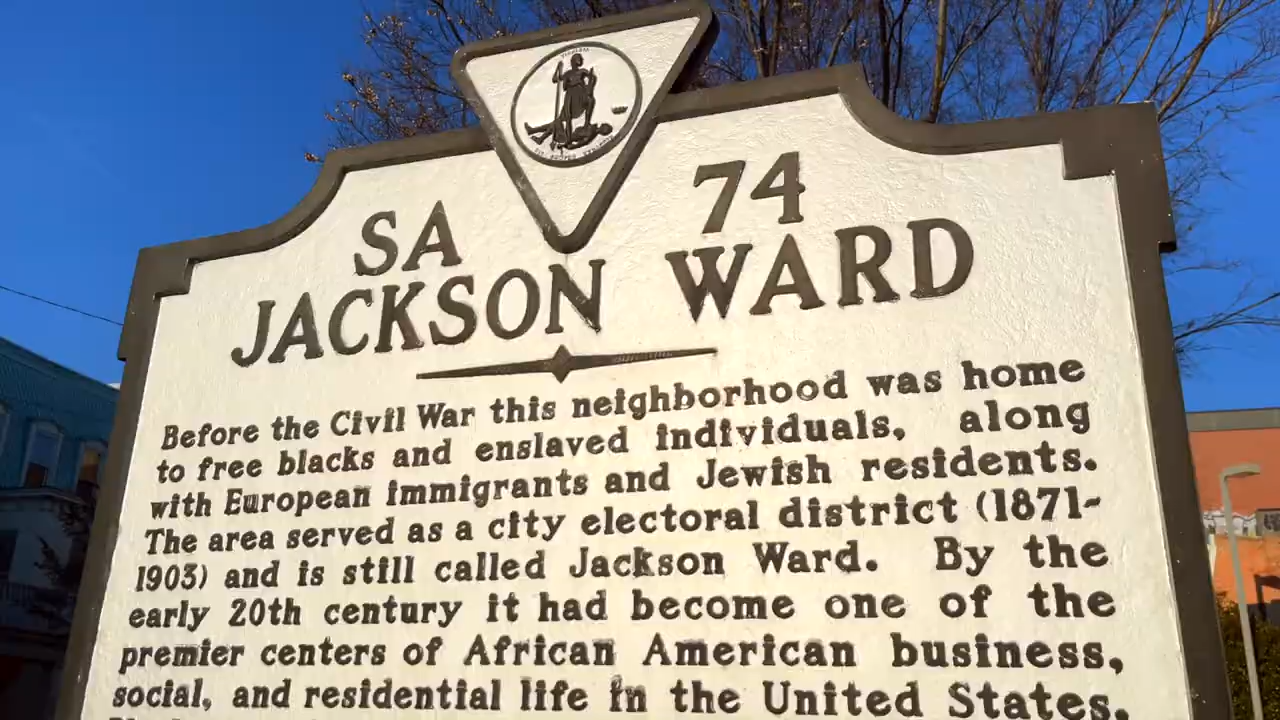 SA 74
JACKSON WARD
Before the Civil War this neighborhood was home
to free blacks and enslaved individuals, along
with European immigrants and Jewish residents.
The area served as a city electoral district (1871-
1903) and is still called Jackson Ward. By the
early 20th century it had become one of the
premier centers of African American business,
social, and residential life in the United States.